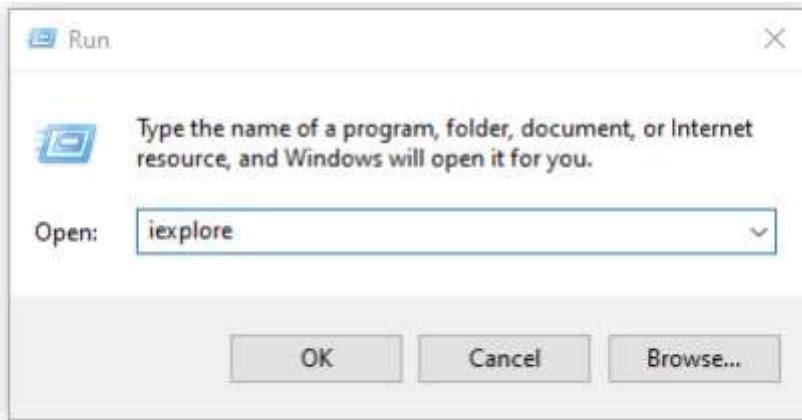 Run
Type the name of a program, folder, document, or Internet
resource, and Windows will open it for you.
Open: iexplore
OK Cancel Browse...